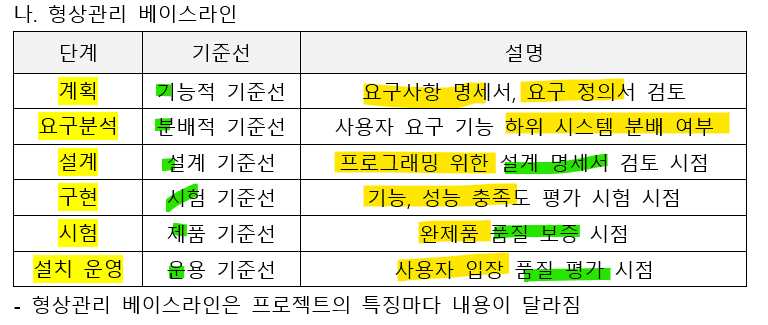 나. 형상관리 베이스라인
단계 기준선 설명
계획 기능적 기준선 요구사항 명세서, 요구 정의서 검토
요구분석 분배적 기준선 사용자 요구 기능 하위 시스템 분배 여부
설계 설계 기준선 프로그래밍 위한 설계 명세서 검토 시점
구현 시험 기준선 기능, 성능 충족도 평가 시험 시점
시험 제품 기준선 완제품 품질 보증 시점
설치 운영 운용 기준선 사용자 입장 품질 평가 시점
- 형상관리 베이스라인은 프로젝트의 특징마다 내용이 달라짐